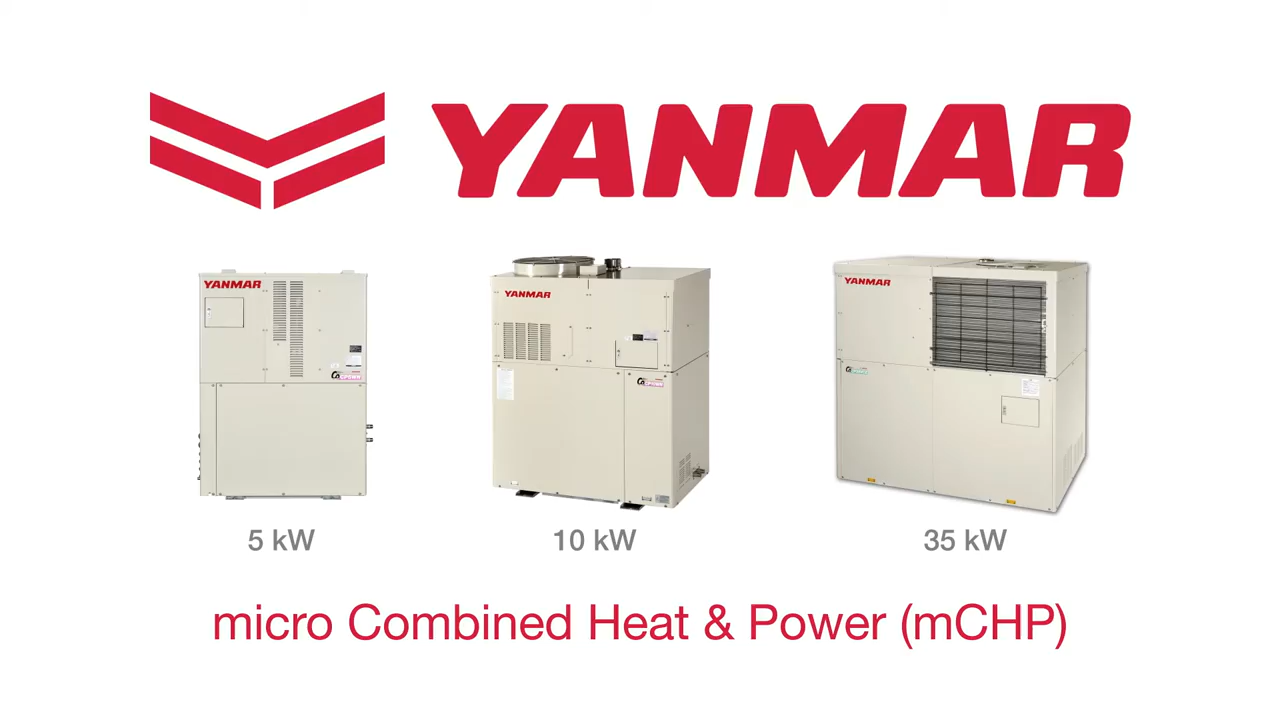 YANMAR
YANMAR
YANMAR
YANMAR
5 kW
10 kW
35 kW
micro Combined Heat & Power (mCHP)